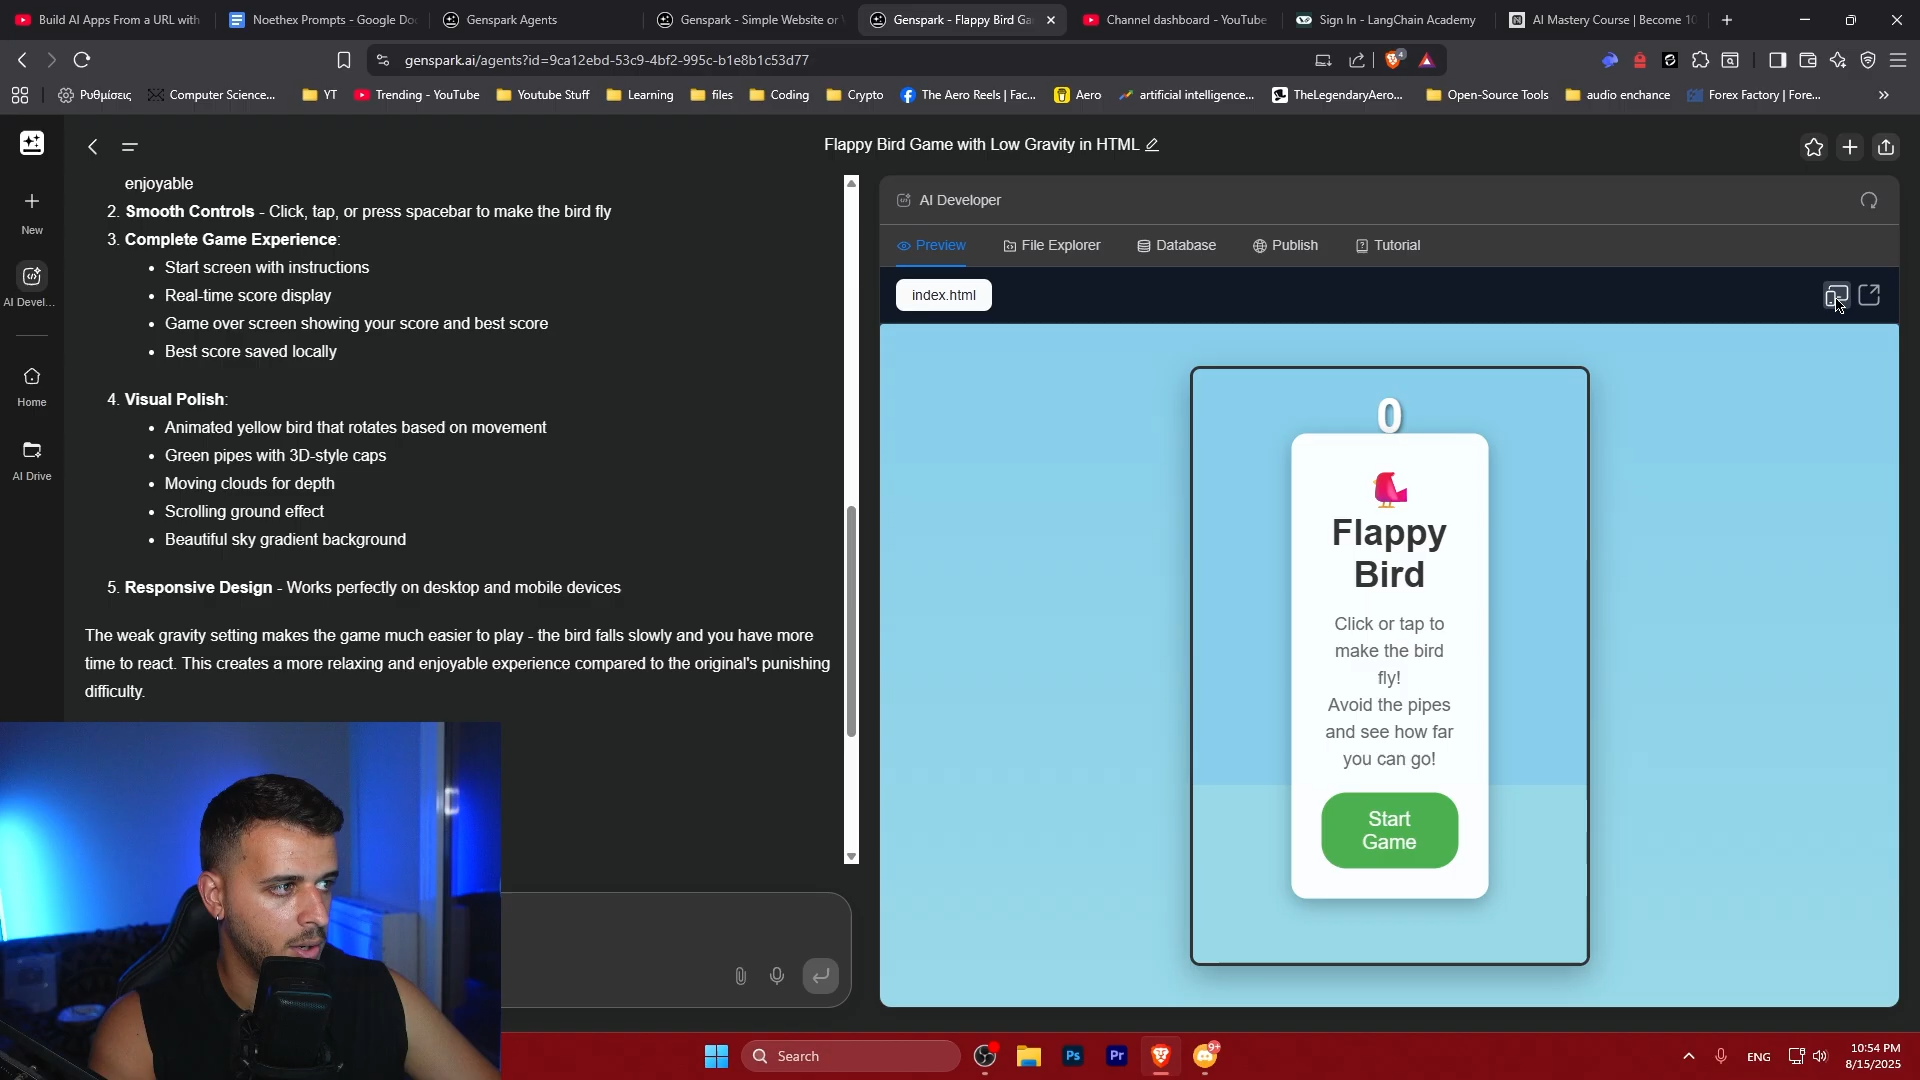 Build AI Apps From a URL with
Noethex Prompts - Google Do
Genspark Agents
Genspark - Simple Website or
Genspark - Flappy Bird Ga
Channel dashboard - YouTube
Sign In - LangChain Academy
AI Mastery Course | Become 10
genspark.ai/agents?id=9ca12ebd-53c9-4bf2-995c-b1e8b1c53d77
4
Ρυθμίσεις
Computer Science...
YT
Trending - YouTube
Youtube Stuff
Learning
files
Coding
Crypto
The Aero Reels | Fac...
Aero
artificial intelligence...
TheLegendaryAero...
Open-Source Tools
audio enchance
Forex Factory | Fore...
Flappy Bird Game with Low Gravity in HTML
New
AI Devel...
Home
AI Drive
enjoyable
2. Smooth Controls - Click, tap, or press spacebar to make the bird fly
3. Complete Game Experience:
• Start screen with instructions
• Real-time score display
• Game over screen showing your score and best score
• Best score saved locally
4. Visual Polish:
• Animated yellow bird that rotates based on movement
• Green pipes with 3D-style caps
• Moving clouds for depth
• Scrolling ground effect
• Beautiful sky gradient background
5. Responsive Design - Works perfectly on desktop and mobile devices
The weak gravity setting makes the game much easier to play - the bird falls slowly and you have more
time to react. This creates a more relaxing and enjoyable experience compared to the original's punishing
difficulty.
AI Developer
Preview
File Explorer
Database
Publish
Tutorial
index.html
0
Flappy
Bird
Click or tap to
make the bird
fly!
Avoid the pipes
and see how far
you can go!
Start
Game
Search
Ps
Pr
9+
ENG
10:54 PM
8/15/2025